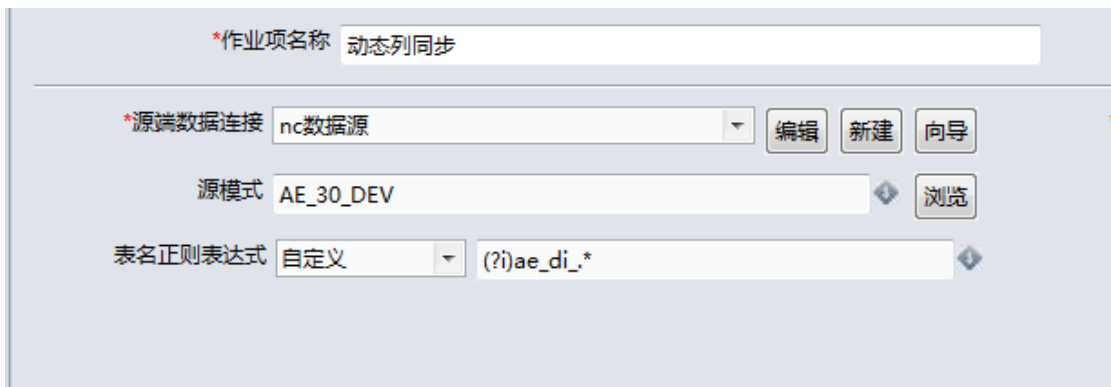 *作业项名称 动态列同步
*源端数据连接 nc数据源 编辑 新建 向导
源模式 AE_30_DEV 浏览
表名正则表达式 自定义 (?i)ae_di_.*